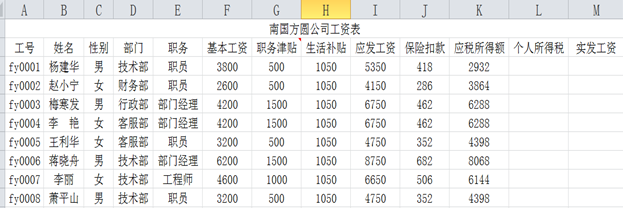 A B C D E F G H I J K L M
南国方圆公司工资表
工号 姓名 性别 部门 职务 基本工资 职务津贴 生活补贴 应发工资 保险扣款 应税所得额 个人所得税 实发工资
fy0001 杨建华 男 技术部 职员 3800 500 1050 5350 418 2932
fy0002 赵小宁 女 财务部 职员 2600 500 1050 4150 286 3864
fy0003 梅寒发 男 行政部 部门经理 4200 1500 1050 6750 462 6288
fy0004 李 艳 女 客服部 部门经理 4200 1500 1050 6750 462 6288
fy0005 王利华 女 客服部 职员 3200 500 1050 4750 352 4398
fy0006 蒋晓舟 男 技术部 部门经理 6200 1500 1050 8750 682 8068
fy0007 李丽 女 技术部 工程师 4600 1000 1050 6650 506 6144
fy0008 萧平山 男 技术部 职员 3200 500 1050 4750 352 4398